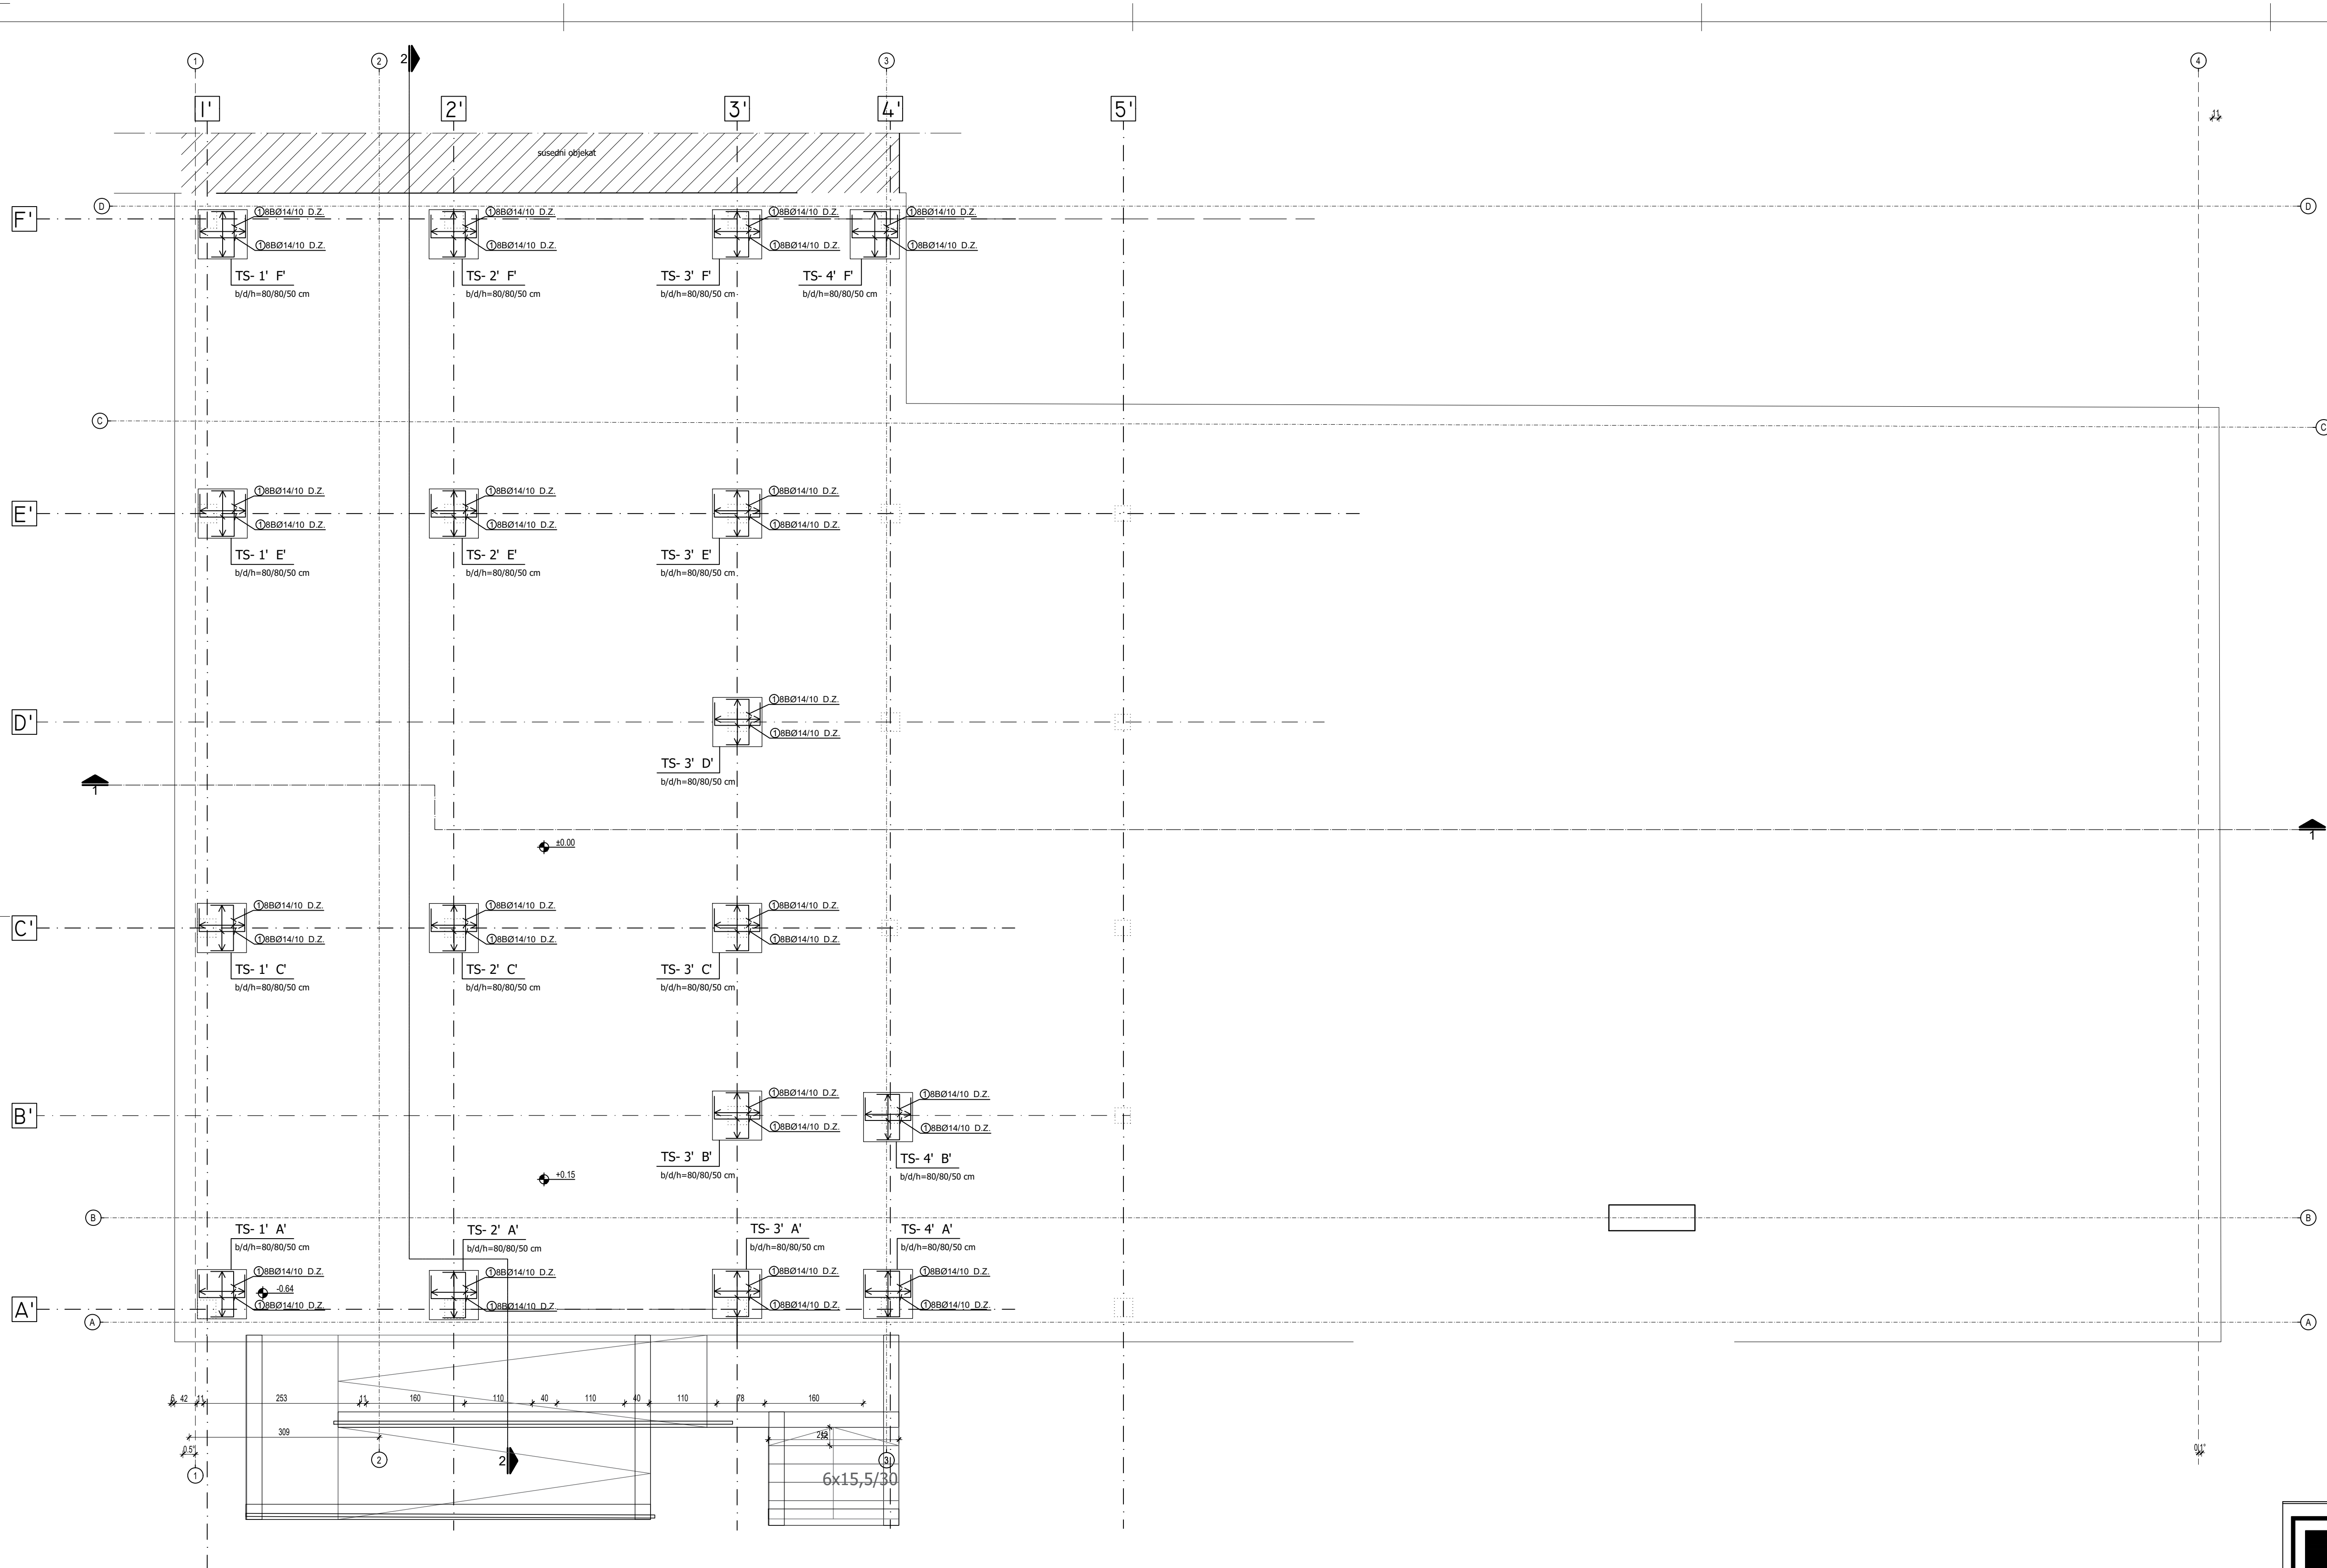 1
2
2
3
4
1'
2'
3'
4'
5'
11
susedni objekat
F'
D
D
①8BØ14/10 D.Z.
①8BØ14/10 D.Z.
①8BØ14/10 D.Z.
①8BØ14/10 D.Z.
①8BØ14/10 D.Z.
①8BØ14/10 D.Z.
①8BØ14/10 D.Z.
①8BØ14/10 D.Z.
TS- 1' F'
TS- 2' F'
TS- 3' F'
TS- 4' F'
b/d/h=80/80/50 cm
b/d/h=80/80/50 cm
b/d/h=80/80/50 cm
b/d/h=80/80/50 cm
C
C
E'
①8BØ14/10 D.Z.
①8BØ14/10 D.Z.
①8BØ14/10 D.Z.
①8BØ14/10 D.Z.
①8BØ14/10 D.Z.
①8BØ14/10 D.Z.
TS- 1' E'
TS- 2' E'
TS- 3' E'
b/d/h=80/80/50 cm
b/d/h=80/80/50 cm
b/d/h=80/80/50 cm
D'
①8BØ14/10 D.Z.
①8BØ14/10 D.Z.
TS- 3' D'
b/d/h=80/80/50 cm
1
1
±0.00
C'
①8BØ14/10 D.Z.
①8BØ14/10 D.Z.
①8BØ14/10 D.Z.
①8BØ14/10 D.Z.
①8BØ14/10 D.Z.
①8BØ14/10 D.Z.
TS- 1' C'
TS- 2' C'
TS- 3' C'
b/d/h=80/80/50 cm
b/d/h=80/80/50 cm
b/d/h=80/80/50 cm
B'
①8BØ14/10 D.Z.
①8BØ14/10 D.Z.
①8BØ14/10 D.Z.
①8BØ14/10 D.Z.
TS- 3' B'
TS- 4' B'
b/d/h=80/80/50 cm
b/d/h=80/80/50 cm
+0.15
B
B
TS- 1' A'
TS- 2' A'
TS- 3' A'
TS- 4' A'
b/d/h=80/80/50 cm
b/d/h=80/80/50 cm
b/d/h=80/80/50 cm
b/d/h=80/80/50 cm
①8BØ14/10 D.Z.
①8BØ14/10 D.Z.
①8BØ14/10 D.Z.
①8BØ14/10 D.Z.
-0.64
A'
①8BØ14/10 D.Z.
①8BØ14/10 D.Z.
①8BØ14/10 D.Z.
①8BØ14/10 D.Z.
A
A
6 42 11 253 11 160 110 40 110 40 110 78 160
309
0.5°
0.1°
1
2
2
3
6x15,5/30